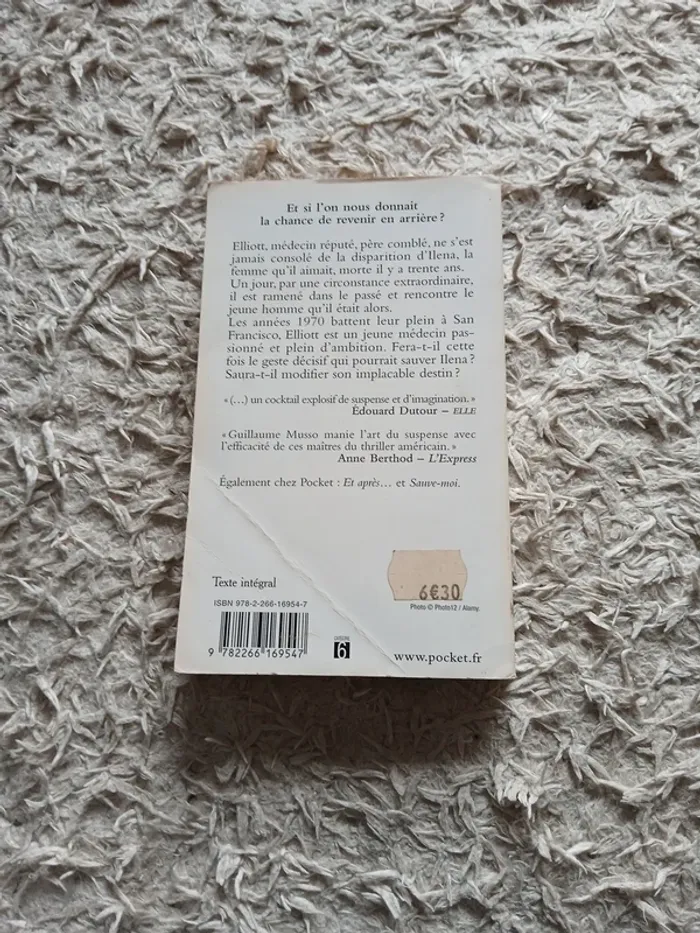 Et si l'on nous donnait
la chance de revenir en arrière ?
Elliott, médecin réputé, père comblé, ne s'est
jamais consolé de la disparition d'Ilena, la
femme qu'il aimait, morte il y a trente ans.
Un jour, par une circonstance extraordinaire,
il est ramené dans le passé et rencontre le
jeune homme qu'il était alors.
Les années 1970 battent leur plein à San
Francisco, Elliott est un jeune médecin pas-
sionné et plein d'ambition. Fera-t-il cette
fois le geste décisif qui pourrait sauver Ilena ?
Saura-t-il modifier son implacable destin ?
« (…) un cocktail explosif de suspense et d'imagination. »
Édouard Dutour – ELLE
« Guillaume Musso manie l'art du suspense avec
l'efficacité de ces maîtres du thriller américain. »
Anne Berthod – L'Express
Également chez Pocket : Et après… et Sauve-moi.
Texte intégral
6€30
Photo © Photo12 / Alamy.
ISBN 978-2-266-16954-7
9 782266 169547
6
www.pocket.fr